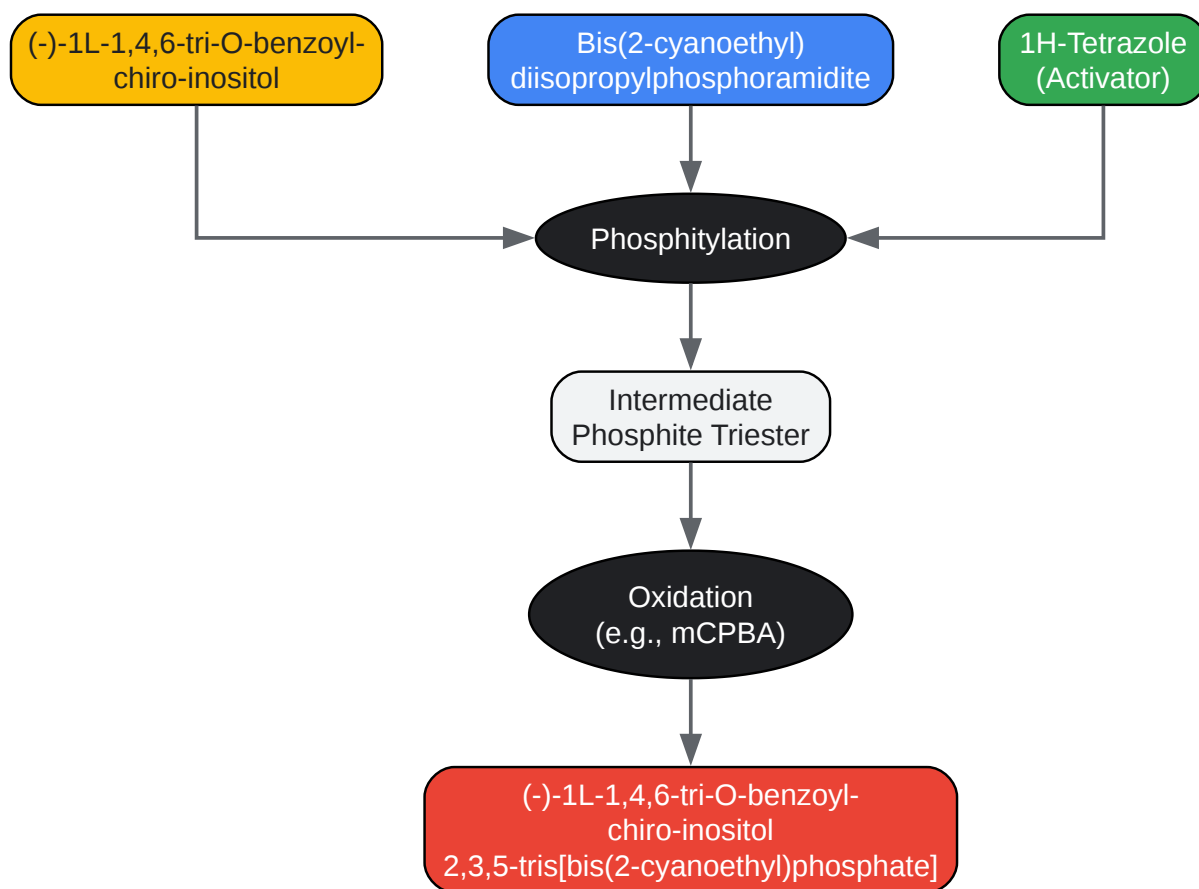 (-)-1L-1,4,6-tri-O-benzoyl-
chiro-inositol
Bis(2-cyanoethyl)
diisopropylphosphoramidite
1H-Tetrazole
(Activator)
Phosphitylation
Intermediate
Phosphite Triester
Oxidation
(e.g., mCPBA)
(-)-1L-1,4,6-tri-O-benzoyl-
chiro-inositol
2,3,5-tris[bis(2-cyanoethyl)phosphate]